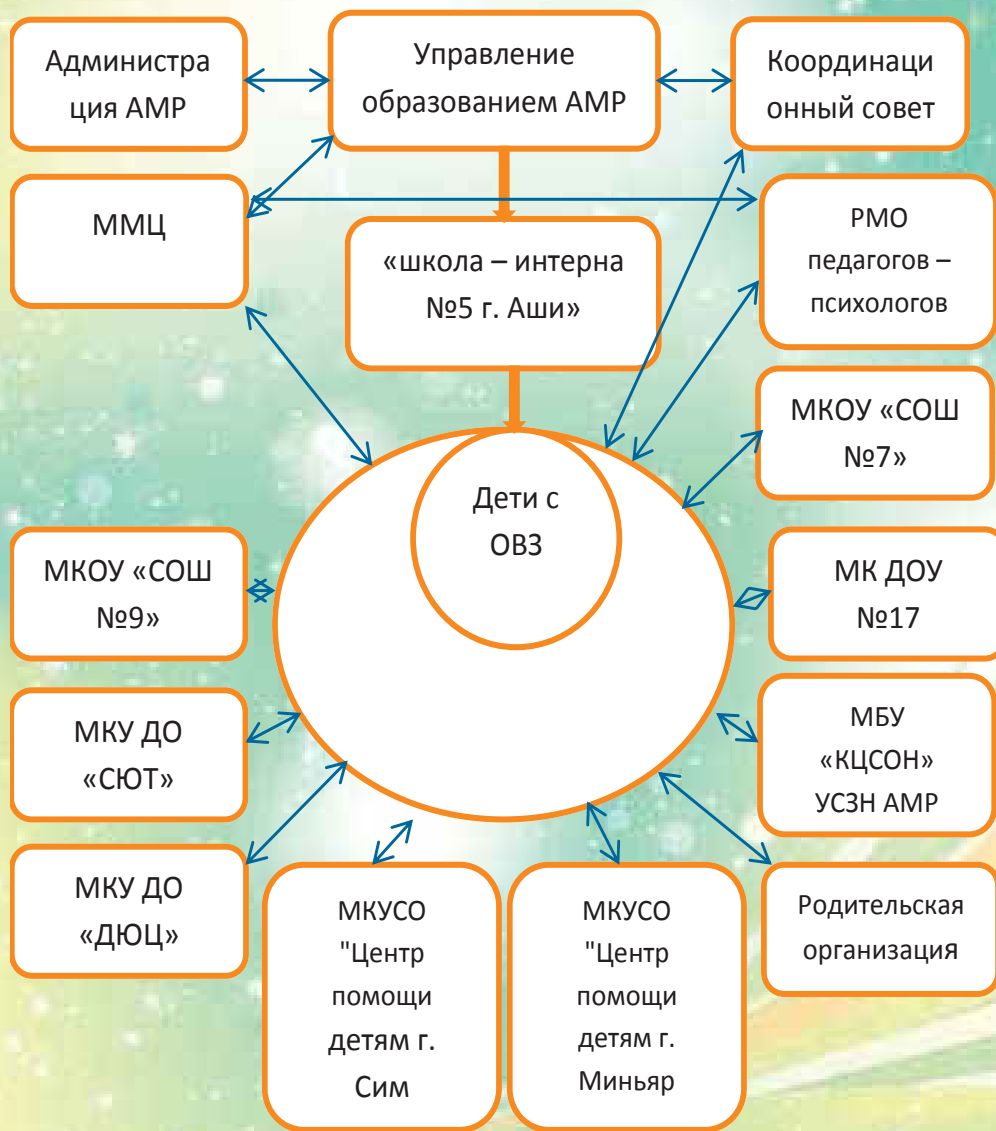 Администра
ция АМР
Управление
образованием АМР
Координаци
онный совет
ММЦ
«школа – интерна
№5 г. Аши»
РМО
педагогов –
психологов
МКОУ «СОШ
№7»
Дети с
ОВЗ
МКОУ «СОШ
№9»
МК ДОУ
№17
МКУ ДО
«СЮТ»
МБУ
«КЦСОН»
УСЗН АМР
МКУ ДО
«ДЮЦ»
МКУСО
"Центр
помощи
детям г.
Сим
МКУСО
"Центр
помощи
детям г.
Миньяр
Родительская
организация